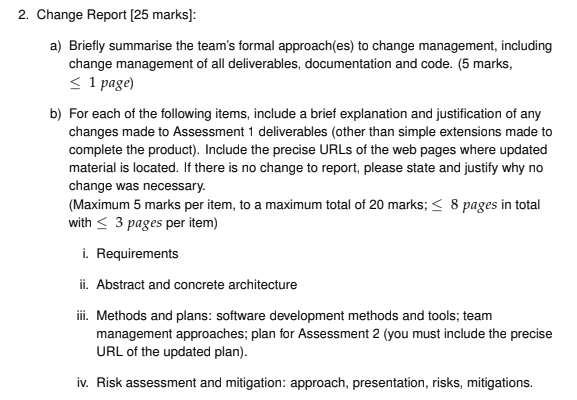 2. Change Report [25 marks]:
a) Briefly summarise the team's formal approach(es) to change management, including
change management of all deliverables, documentation and code. (5 marks,
≤ 1 page)
b) For each of the following items, include a brief explanation and justification of any
changes made to Assessment 1 deliverables (other than simple extensions made to
complete the product). Include the precise URLs of the web pages where updated
material is located. If there is no change to report, please state and justify why no
change was necessary.
(Maximum 5 marks per item, to a maximum total of 20 marks; ≤ 8 pages in total
with ≤ 3 pages per item)
i. Requirements
ii. Abstract and concrete architecture
iii. Methods and plans: software development methods and tools; team
management approaches; plan for Assessment 2 (you must include the precise
URL of the updated plan).
iv. Risk assessment and mitigation: approach, presentation, risks, mitigations.